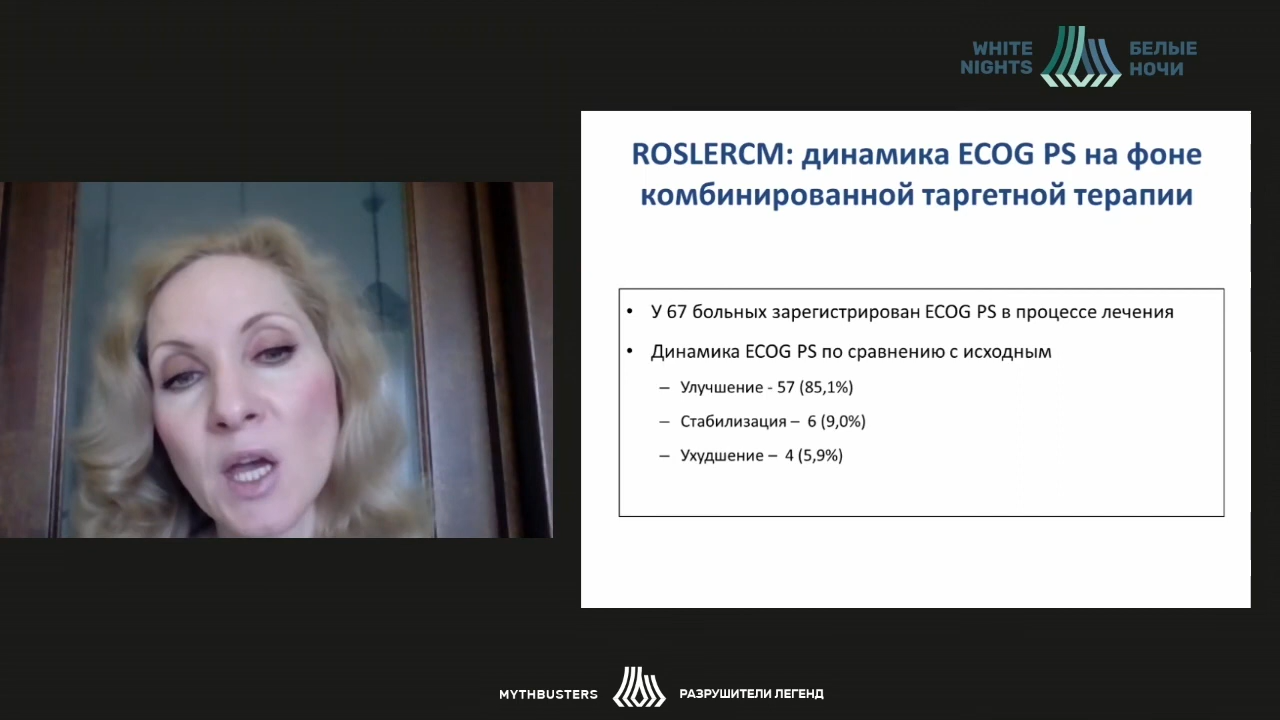 WHITE
NIGHTS
БЕЛЫЕ
НОЧИ
ROSLERCM: динамика ECOG PS на фоне
комбинированной таргетной терапии
• У 67 больных зарегистрирован ECOG PS в процессе лечения
• Динамика ECOG PS по сравнению с исходным
– Улучшение - 57 (85,1%)
– Стабилизация – 6 (9,0%)
– Ухудшение – 4 (5,9%)
MYTHBUSTERS
РАЗРУШИТЕЛИ ЛЕГЕНД